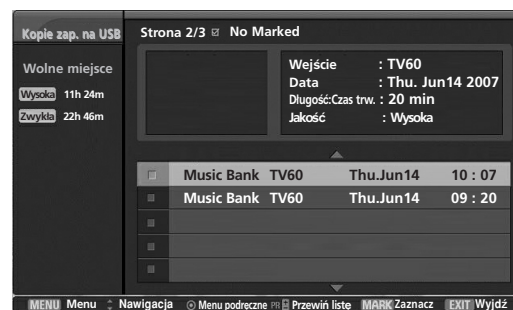 Kopie zap. na USB
Strona 2/3 ☑ No Marked
Wolne miejsce
Wysoka 11h 24m
Zwykła 22h 46m
Wejście : TV60
Data : Thu. Jun14 2007
Długość:Czas trw. : 20 min
Jakość : Wysoka
Music Bank TV60 Thu.Jun14 10 : 07
Music Bank TV60 Thu.Jun14 09 : 20
MENU Menu Nawigacja Menu podreczne PR Przewiń listę MARK Zaznacz EXIT Wyjdź